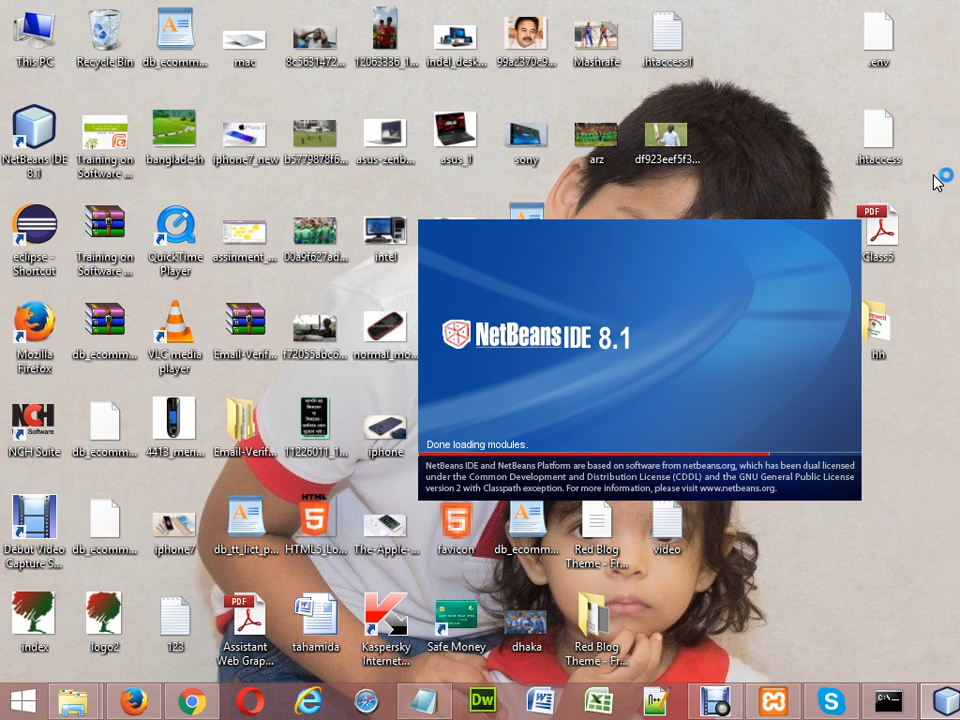 This PC
Recycle Bin
db_ecomm...
mac
8c5631472...
12063336_1...
indel_desk...
99a2370c9...
Mashrafe
.htaccess1
.env
NetBeans IDE
8.1
Training on
Software ...
bangladesh
iphone7_new
b5779878f6...
asus-zenb...
asus_1
sony
arz
df923eef5f3...
.htaccess
eclipse -
Shortcut
Training on
Software ...
QuickTime
Player
assinment_...
00a9f627ad...
intel
PDF
Class5
NetBeans IDE 8.1
Mozilla
Firefox
db_ecomm...
VLC media
player
Email-Verif...
f72055abc6...
normal_mo...
hh
Done loading modules.
NetBeans IDE and NetBeans Platform are based on software from netbeans.org, which has been dual licensed
under the Common Development and Distribution License (CDDL) and the GNU General Public License
version 2 with Classpath exception. For more information, please visit www.netbeans.org.
NCH
Software
NCH Suite
db_ecomm...
4413_men...
Email-Verif...
11226011_1...
iphone
Debut Video
Capture S...
db_ecomm...
iphone7
db_tt_lict_p...
HTML
HTML5_Lo...
The-Apple-...
favicon
db_ecomm...
Red Blog
Theme - Fr...
video
index
logo2
123
PDF
Assistant
Web Grap...
tahamida
Kaspersky
Internet...
Safe Money
dhaka
Red Blog
Theme - Fr...
Dw